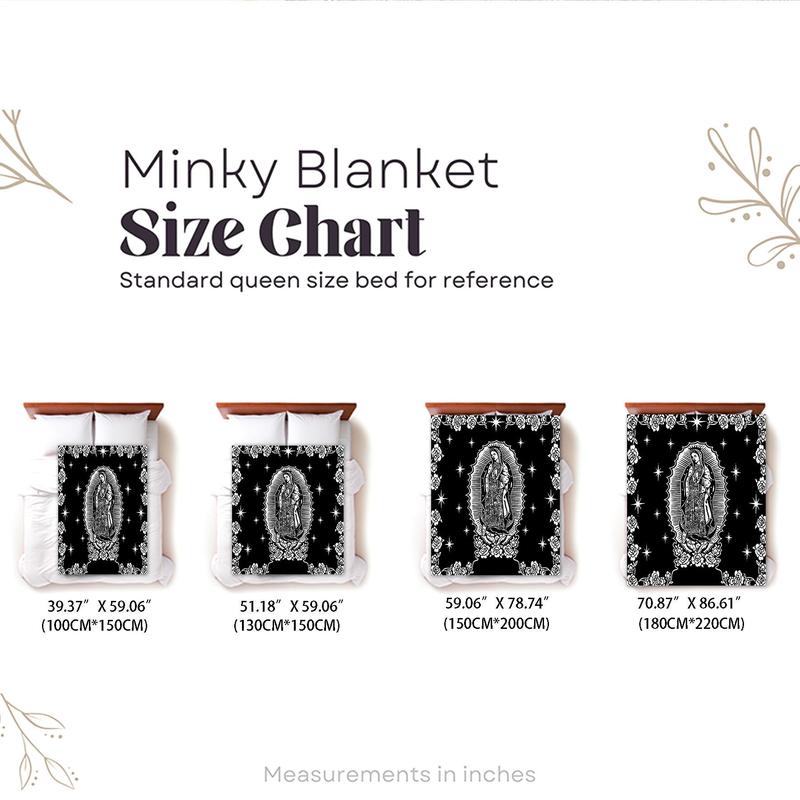 Minky Blanket
Size Chart
Standard queen size bed for reference
39.37" X 59.06"
(100CM*150CM)
51.18" X 59.06"
(130CM*150CM)
59.06" X 78.74"
(150CM*200CM)
70.87" X 86.61"
(180CM*220CM)
Measurements in inches